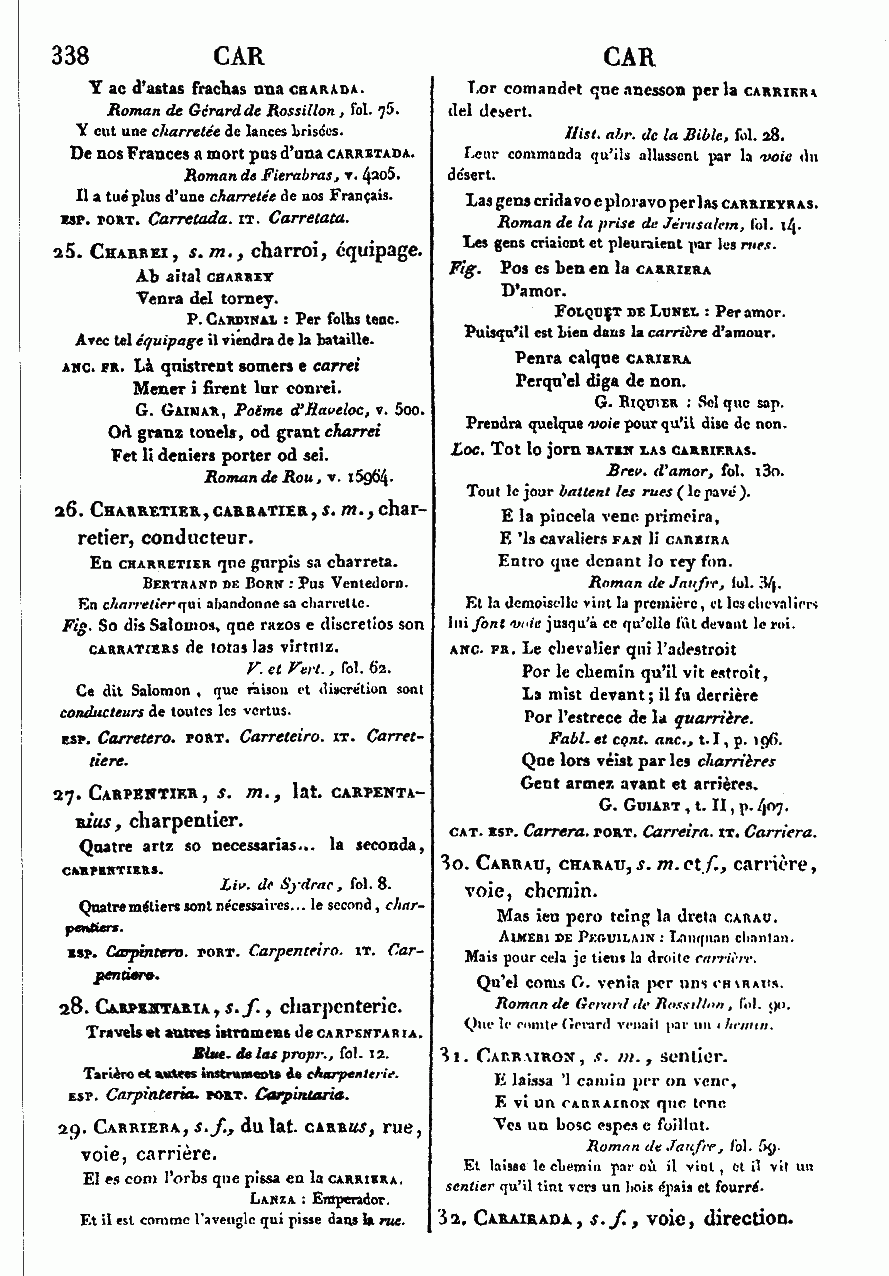 338 CAR CAR
Y ac d'astas frachas una CHARADA.
Roman de Gérard de Rossillon, fol. 75.
Y eut une charretée de lances brisées.
De nos Frances a mort pus d'una CARRETADA.
Roman de Fierabras, v. 4205.
Il a tué plus d'une charretée de nos Français.
ESP. PORT. Carretada. IT. Carretata.
25. CHARREI, s. m., charroi, équipage.
Ab aital CHARREY
Venra del torney.
P. CARDINAL : Per folhs tenc.
Avec tel équipage il viendra de la bataille.
ANC. FR. Là quistrent somers e carrei
Mener i firent lur conrei.
G. GAINAR, Poëme d'Haveloc, v. 500.
Od granz tonels, od grant charrei
Fet li deniers porter od sei.
Roman de Rou, v. 15964.
26. CHARRETIER, CARRATIER, s. m., char-
retier, conducteur.
En CHARRETIER que gurpis sa charreta.
BERTRAND DE BORN : Pus Ventedorn.
En charretier qui abandonne sa charrette.
Fig. So dis Salomos, que razos e discretios son
CARRATIERS de totas las virtutz.
V. et Vert., fol. 62.
Ce dit Salomon, que raison et discrétion sont
conducteurs de toutes les vertus.
ESP. Carretero. PORT. Carreteiro. IT. Carret-
tiere.
27. CARPENTIER, s. m., lat. CARPENTA-
RIUS, charpentier.
Quatre artz so necessarias... la seconda,
CARPENTIERS.
Liv. de Sydrac, fol. 8.
Quatre métiers sont nécessaires... le second, char-
pentiers.
ESP. Carpintero. PORT. Carpenteiro. IT. Car-
pentiere.
28. CARPENTARIA, s. f., charpenterie.
Travels et autres istrumens de CARPENTARIA.
Eluc. de las propr., fol. 12.
Tarière et autres instruments de charpenterie.
ESP. Carpinteria. PORT. Carpintaria.
29. CARRIERA, s. f., du lat. CARRUS, rue,
voie, carrière.
El es com l'orbs que pissa en la CARRIERA.
LANZA : Emperador.
Et il est comme l'aveugle qui pisse dans la rue.
Lor comandet que anesson per la CARRIERA
del desert.
Hist. abr. de la Bible, fol. 28.
Leur commanda qu'ils allassent par la voie du
désert.
Las gens cridavo e ploravo per las CARRIEYRAS.
Roman de la prise de Jérusalem, fol. 14.
Les gens criaient et pleuraient par les rues.
Fig. Pos es ben en la CARRIERA
D'amor.
FOLQUET DE LUNEL : Per amor.
Puisqu'il est bien dans la carrière d'amour.
Penra calque CARIERA
Perqu'el diga de non.
G. RIQUIER : Sel que sap.
Prendra quelque voie pour qu'il dise de non.
Loc. Tot lo jorn BATEN LAS CARRIERAS.
Brev. d'amor, fol. 130.
Tout le jour battent les rues (le pavé).
E la piucela venc primeira,
E 'ls cavaliers FAN li CAREIRA
Entro que denant lo rey fon.
Roman de Jaufre, fol. 34.
Et la demoiselle vint la première, et les chevaliers
lui font voie jusqu'à ce qu'elle fût devant le roi.
ANC. FR. Le chevalier qui l'adestroit
Por le chemin qu'il vit estroit,
La mist devant ; il fu derrière
Por l'estrece de la quarrière.
Fabl. et cont. anc., t. I, p. 196.
Que lors véist par les charrières
Gent armez avant et arrières.
G. GUIART, t. II, p. 407.
CAT. ESP. Carrera. PORT. Carreira. IT. Carriera.
30. CARRAU, CHARAU, s. m. et f., carrière,
voie, chemin.
Mas ieu pero teing la dreta CARAU.
AIMERI DE PEGUILAIN : Lanquan chantan.
Mais pour cela je tiens la droite carrière.
Qu'el coms G. venia per uns CHARAUS.
Roman de Gerard de Rossillon, fol. 90.
Que le comte Gerard venait par un chemin.
31. CARRAIRON, s. m., sentier.
E laissa 'l camin per on venc,
E vi un CARRAIRON que tenc
Ves un bosc espes e foillut.
Roman de Jaufre, fol. 59.
Et laisse le chemin par où il vint, et il vit un
sentier qu'il tint vers un bois épais et fourré.
32. CARAIRADA, s. f., voie, direction.